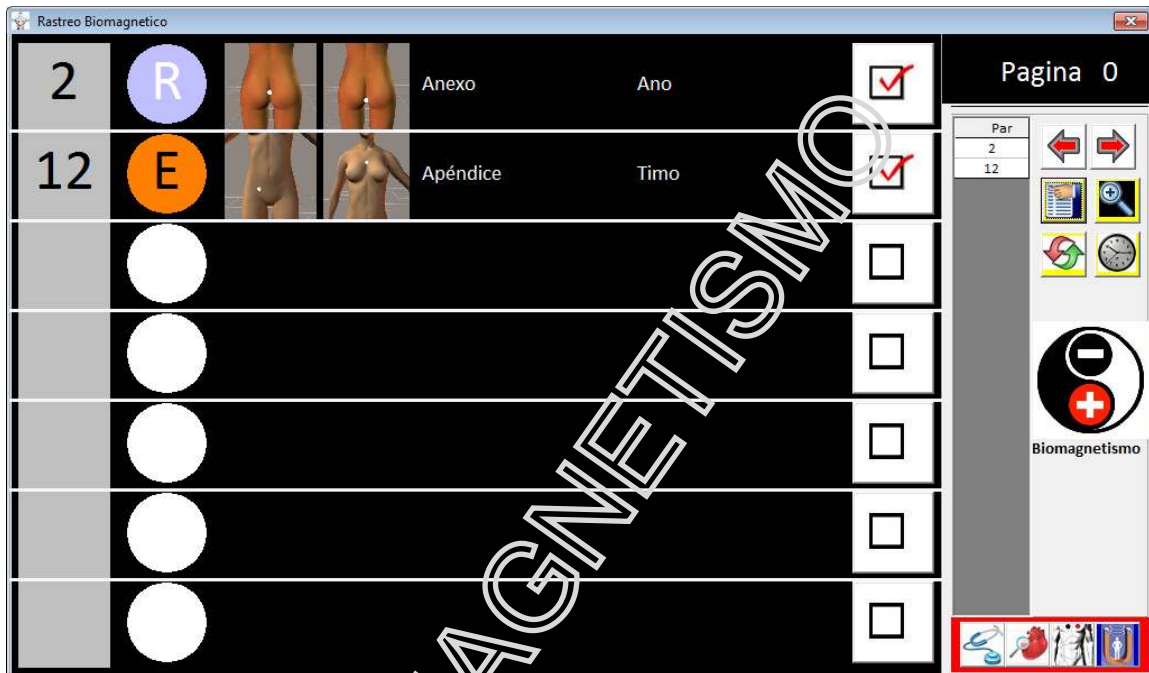 Rastreo Biomagnetico
2 R Anexo Ano
12 E Apéndice Timo
Pagina 0
Par
2
12
Biomagnetismo
AGNETISMO